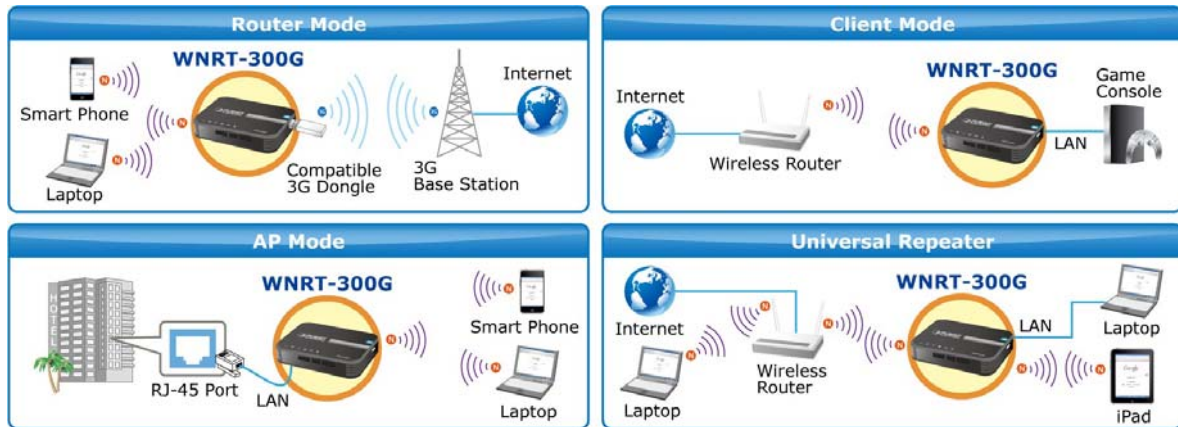 Router Mode
WNRT-300G
Smart Phone
Laptop
Compatible
3G Dongle
3G
Base Station
Internet
Client Mode
Internet
Wireless Router
WNRT-300G
LAN
Game
Console
AP Mode
HOTEL
RJ-45 Port
LAN
WNRT-300G
Smart Phone
Laptop
Universal Repeater
Internet
Laptop
Wireless
Router
WNRT-300G
LAN
Laptop
iPad